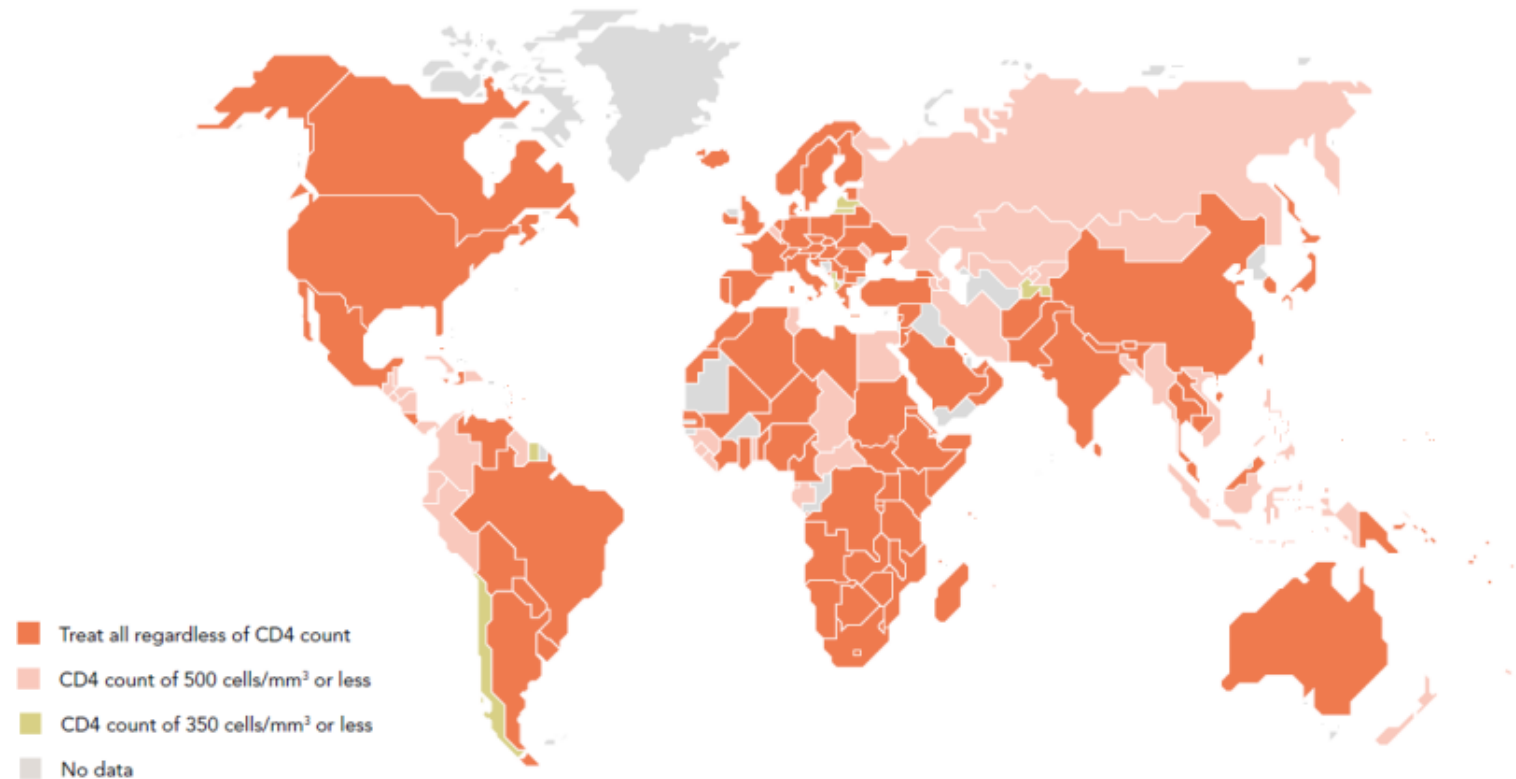 Treat all regardless of CD4 count
CD4 count of 500 cells/mm³ or less
CD4 count of 350 cells/mm³ or less
No data